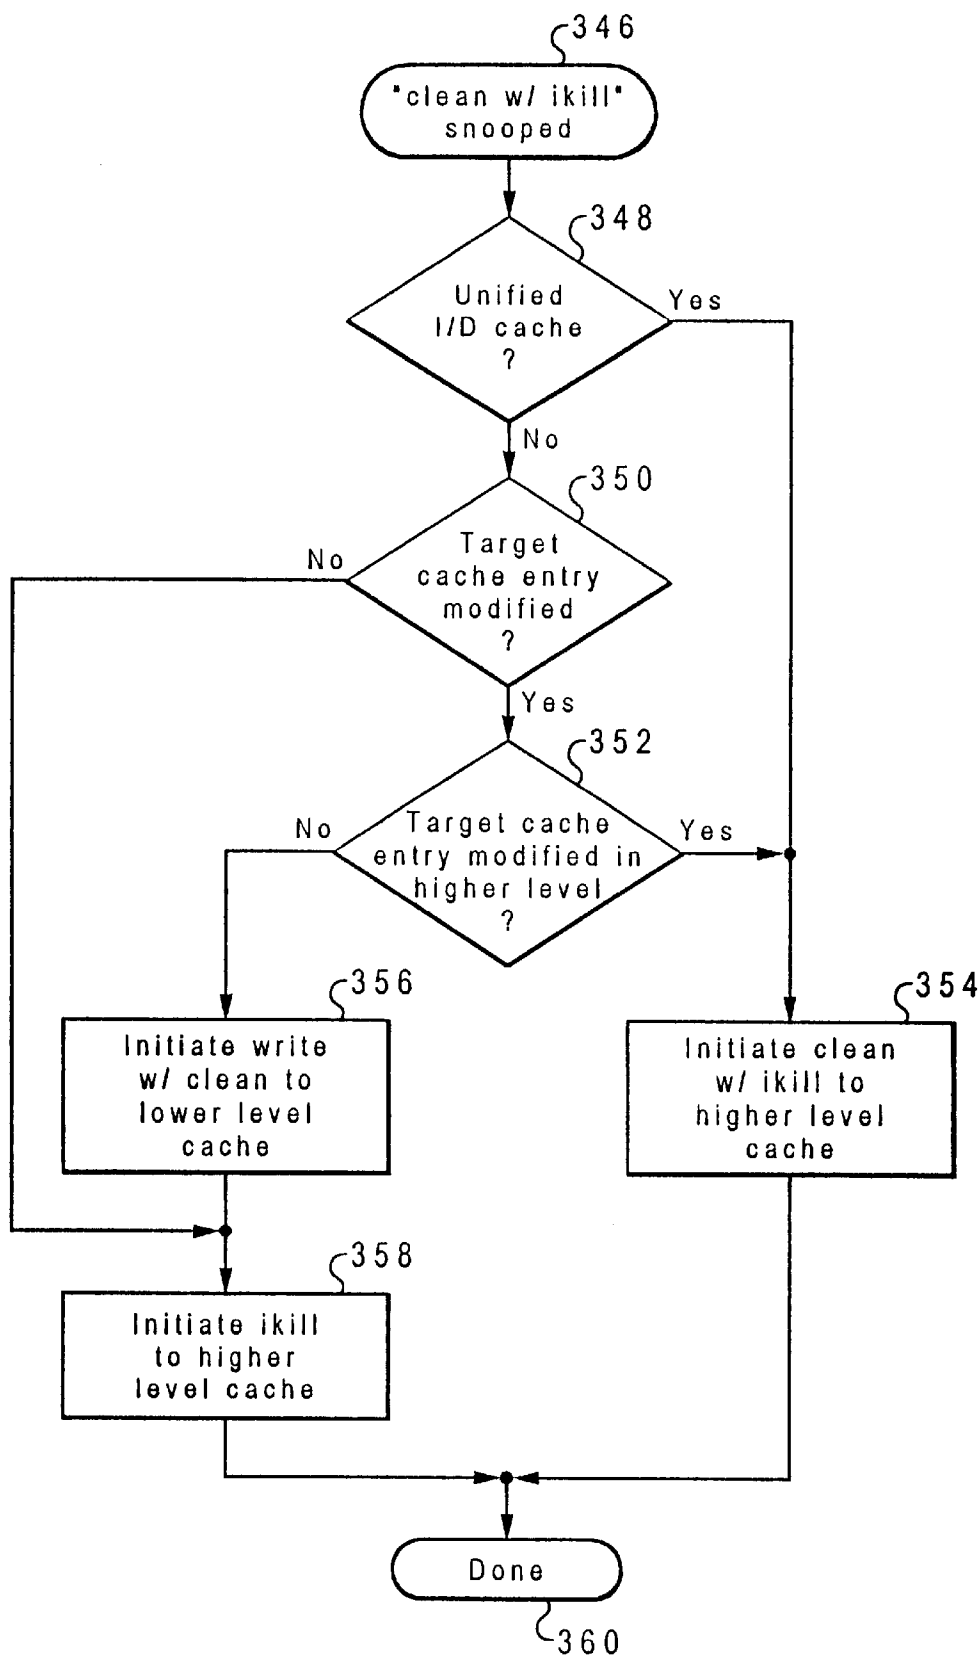 346
"clean w/ ikill"
snooped
348
Unified
I/D cache
?
Yes
No
350
Target
cache entry
modified
?
No
Yes
352
Target cache
entry modified in
higher level
?
No
Yes
356
Initiate write
w/ clean to
lower level
cache
354
Initiate clean
w/ ikill to
higher level
cache
358
Initiate ikill
to higher
level cache
Done
360